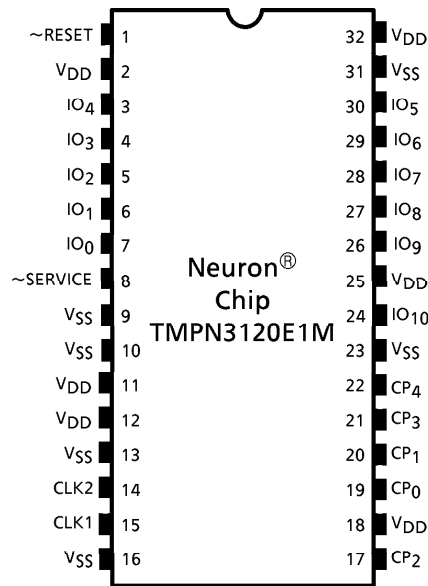 ~RESET 1 32 VDD
VDD 2 31 VSS
IO4 3 30 IO5
IO3 4 29 IO6
IO2 5 28 IO7
IO1 6 27 IO8
IO0 7 26 IO9
~SERVICE 8 25 VDD
VSS 9 24 IO10
VSS 10 23 VSS
VDD 11 22 CP4
VDD 12 21 CP3
VSS 13 20 CP1
CLK2 14 19 CP0
CLK1 15 18 VDD
VSS 16 17 CP2
Neuron®
Chip
TMPN3120E1M